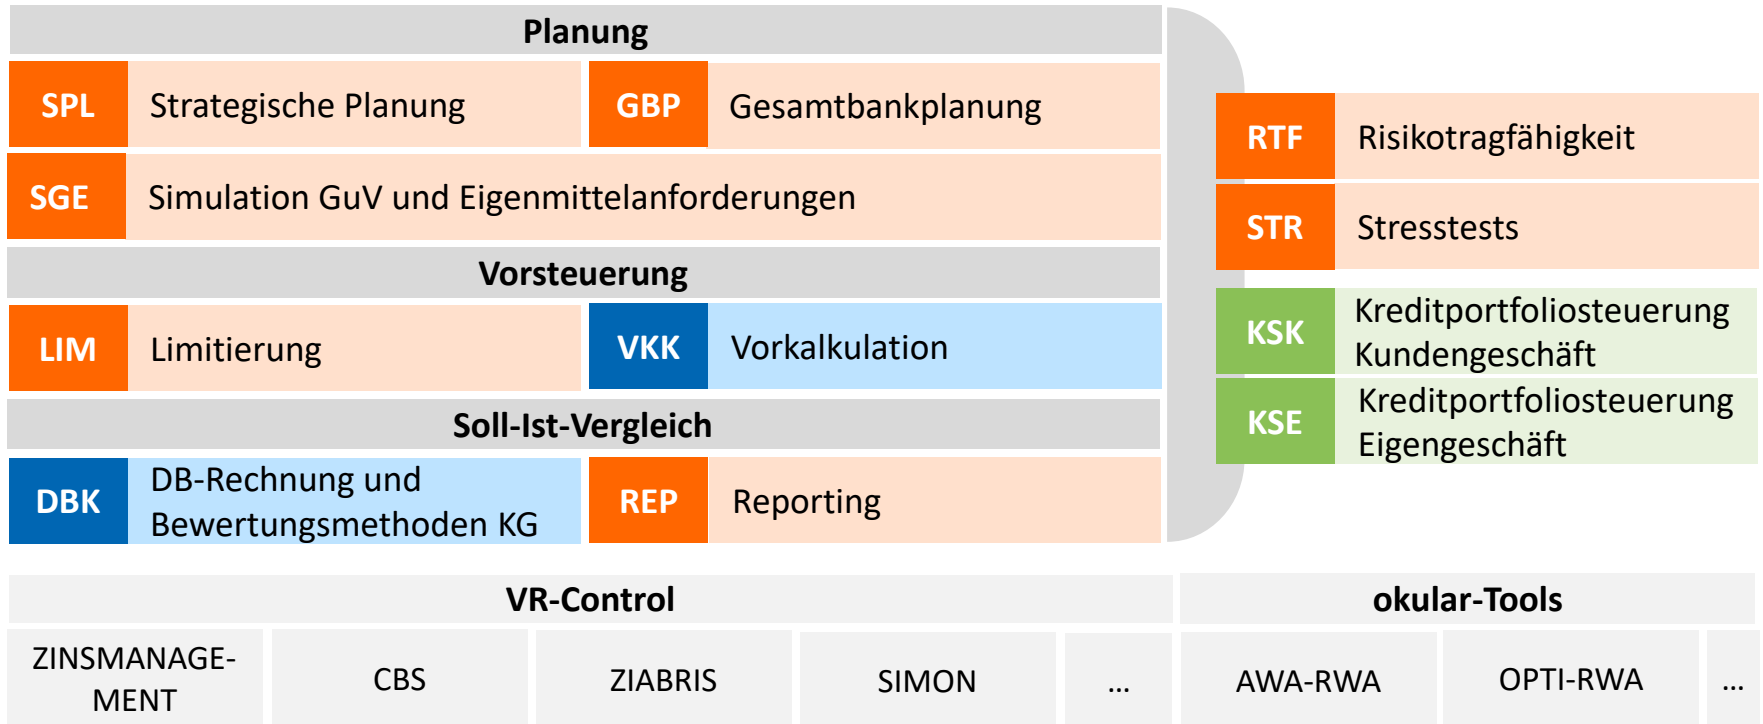 Planung
SPL Strategische Planung
GBP Gesamtbankplanung
SGE Simulation GuV und Eigenmittelanforderungen
Vorsteuerung
LIM Limitierung
VKK Vorkalkulation
Soll-Ist-Vergleich
DBK DB-Rechnung und
Bewertungsmethoden KG
REP Reporting
RTF Risikotragfähigkeit
STR Stresstests
KSK Kreditportfoliosteuerung
Kundengeschäft
KSE Kreditportfoliosteuerung
Eigengeschäft
VR-Control
ZINSMANAGE-
MENT
CBS
ZIABRIS
SIMON
...
okular-Tools
AWA-RWA
OPTI-RWA
...